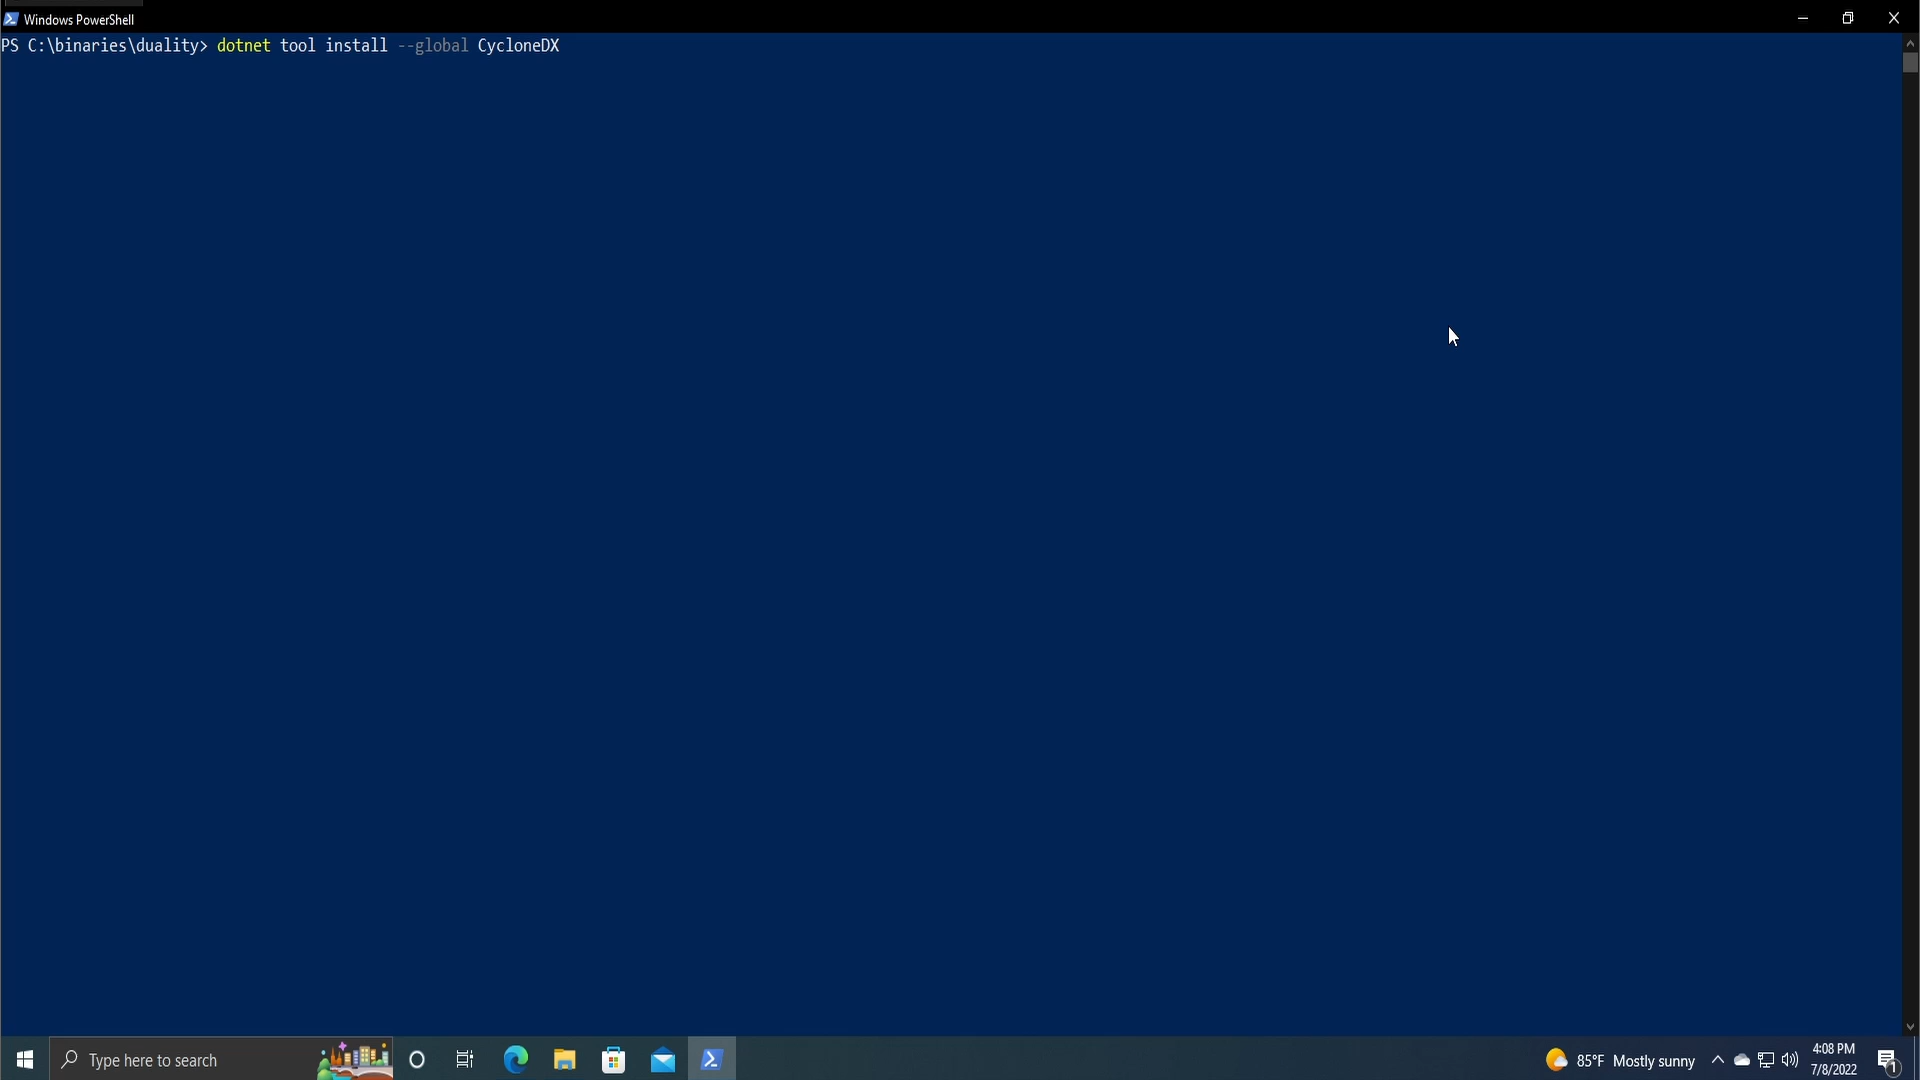 Windows PowerShell
PS C:\binaries\duality> dotnet tool install --global CycloneDX
Type here to search
85°F Mostly sunny
4:08 PM
7/8/2022
1